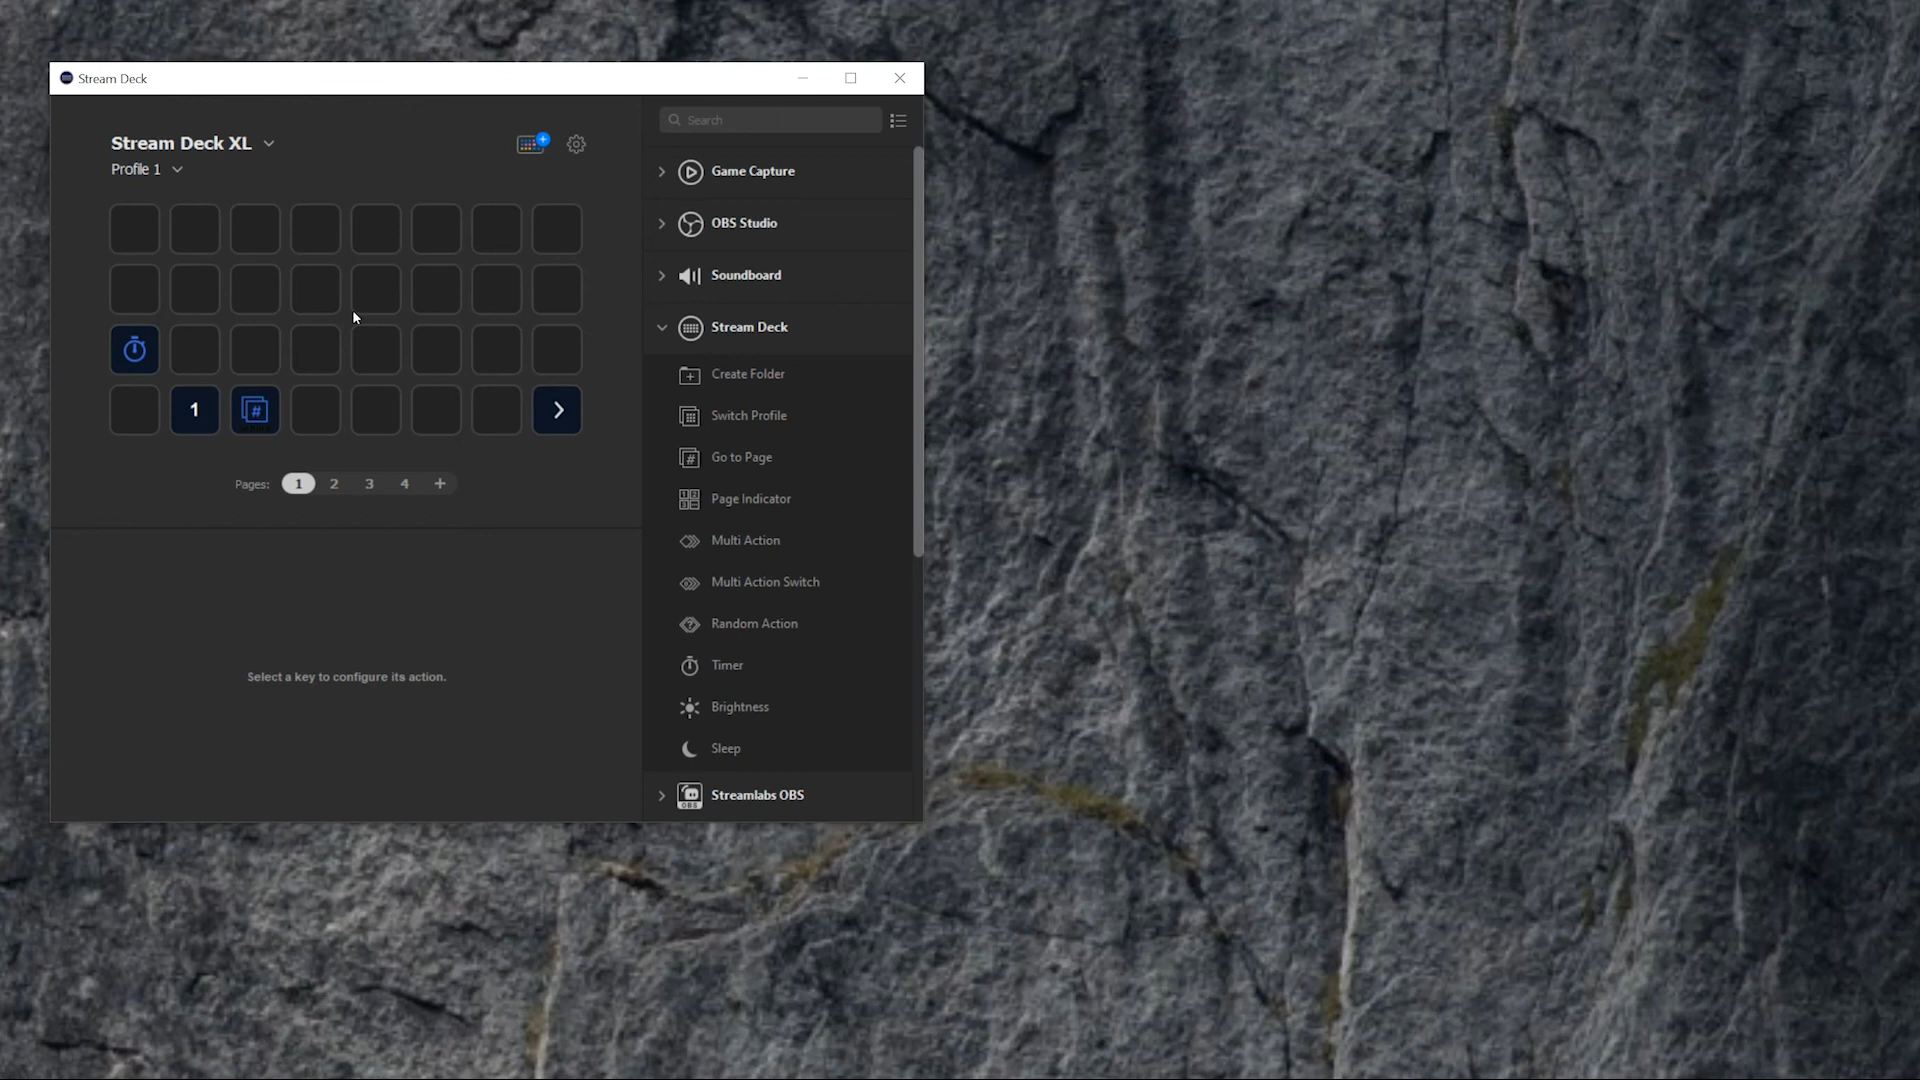 Stream Deck
Stream Deck XL
Profile 1
Search
Game Capture
OBS Studio
Soundboard
Stream Deck
Create Folder
Switch Profile
Go to Page
Page Indicator
Multi Action
Multi Action Switch
Random Action
Timer
Brightness
Sleep
OBS
Streamlabs OBS
1 #
Pages: 1 2 3 4 +
Select a key to configure its action.